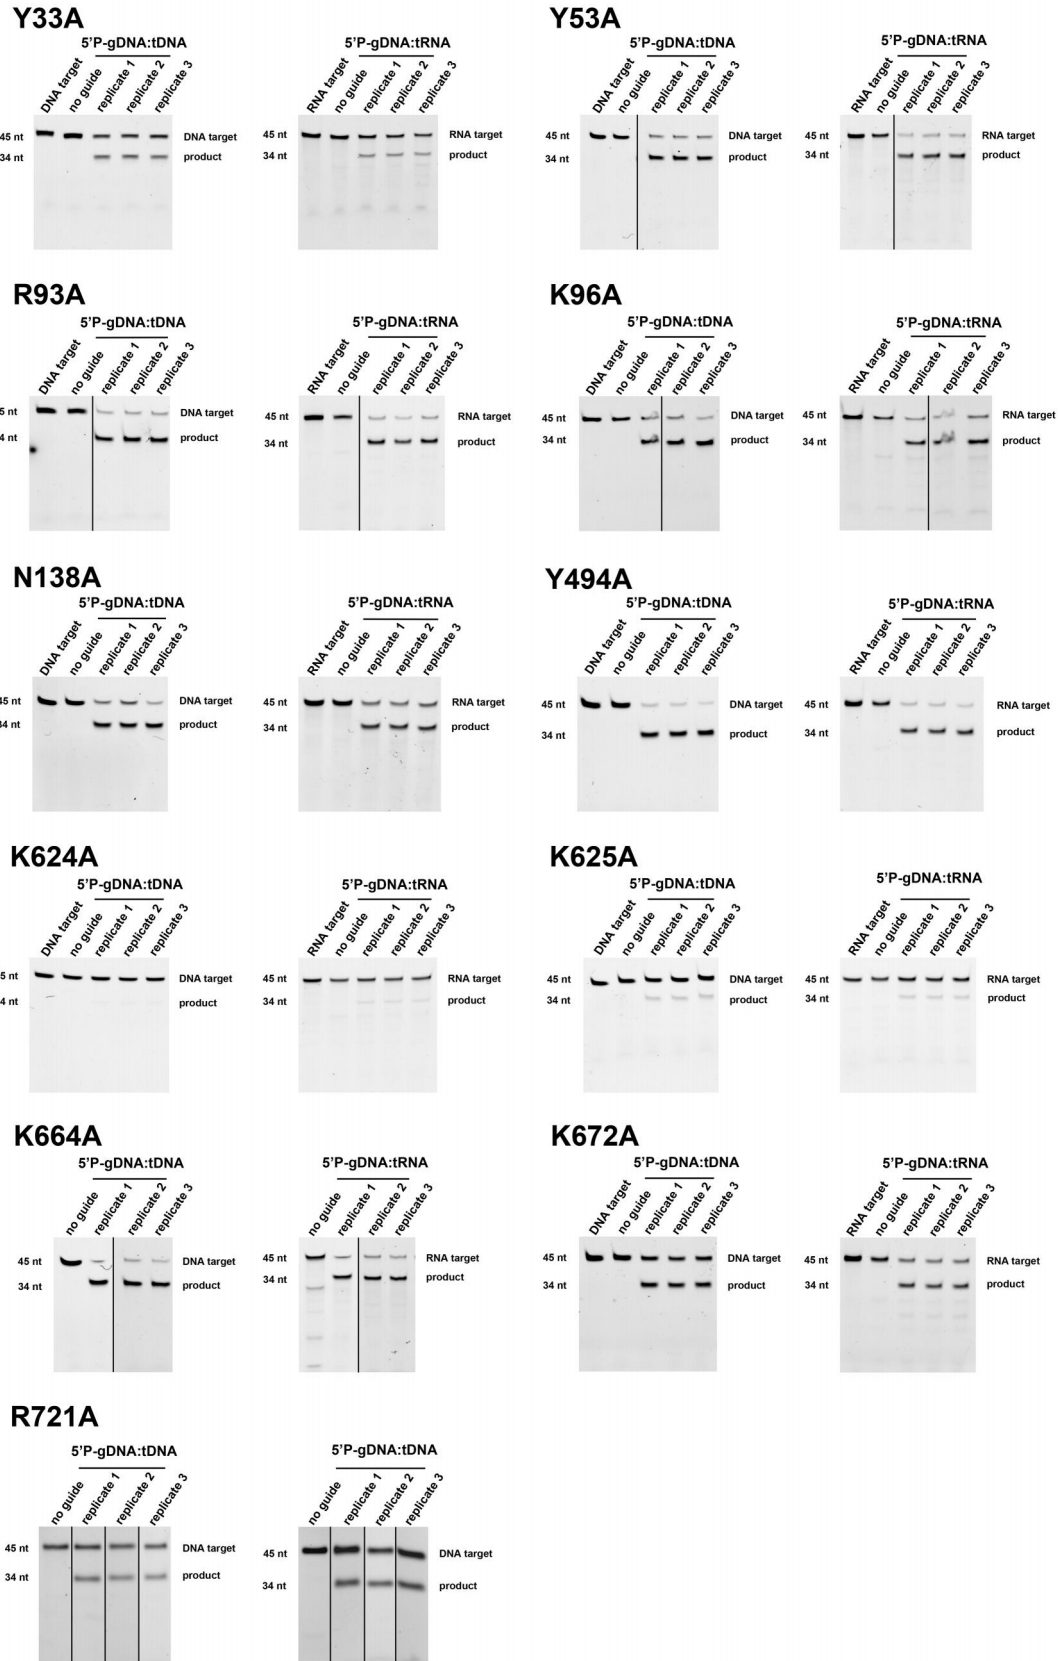 Y33A
5'P-gDNA:tDNA
DNA target
no guide
replicate 1
replicate 2
replicate 3
45 nt
DNA target
34 nt
product
5'P-gDNA:tRNA
RNA target
no guide
replicate 1
replicate 2
replicate 3
45 nt
RNA target
34 nt
product
Y53A
5'P-gDNA:tDNA
DNA target
no guide
replicate 1
replicate 2
replicate 3
45 nt
DNA target
34 nt
product
5'P-gDNA:tRNA
RNA target
no guide
replicate 1
replicate 2
replicate 3
45 nt
RNA target
34 nt
product
R93A
5'P-gDNA:tDNA
DNA target
no guide
replicate 1
replicate 2
replicate 3
5 nt
DNA target
4 nt
product
5'P-gDNA:tRNA
RNA target
no guide
replicate 1
replicate 2
replicate 3
45 nt
RNA target
34 nt
product
K96A
5'P-gDNA:tDNA
DNA target
no guide
replicate 1
replicate 2
replicate 3
45 nt
DNA target
34 nt
product
5'P-gDNA:tRNA
RNA target
no guide
replicate 1
replicate 2
replicate 3
45 nt
RNA target
34 nt
product
N138A
5'P-gDNA:tDNA
DNA target
no guide
replicate 1
replicate 2
replicate 3
45 nt
DNA target
34 nt
product
5'P-gDNA:tRNA
RNA target
no guide
replicate 1
replicate 2
replicate 3
45 nt
RNA target
34 nt
product
Y494A
5'P-gDNA:tDNA
DNA target
no guide
replicate 1
replicate 2
replicate 3
45 nt
DNA target
34 nt
product
5'P-gDNA:tRNA
RNA target
no guide
replicate 1
replicate 2
replicate 3
45 nt
RNA target
34 nt
product
K624A
5'P-gDNA:tDNA
DNA target
no guide
replicate 1
replicate 2
replicate 3
5 nt
DNA target
4 nt
product
5'P-gDNA:tRNA
RNA target
no guide
replicate 1
replicate 2
replicate 3
45 nt
RNA target
34 nt
product
K625A
5'P-gDNA:tDNA
DNA target
no guide
replicate 1
replicate 2
replicate 3
45 nt
DNA target
34 nt
product
5'P-gDNA:tRNA
RNA target
no guide
replicate 1
replicate 2
replicate 3
45 nt
RNA target
34 nt
product
K664A
5'P-gDNA:tDNA
no guide
replicate 1
replicate 2
replicate 3
45 nt
DNA target
34 nt
product
5'P-gDNA:tRNA
no guide
replicate 1
replicate 2
replicate 3
45 nt
RNA target
34 nt
product
K672A
5'P-gDNA:tDNA
DNA target
no guide
replicate 1
replicate 2
replicate 3
45 nt
DNA target
34 nt
product
5'P-gDNA:tRNA
RNA target
no guide
replicate 1
replicate 2
replicate 3
45 nt
RNA target
34 nt
product
R721A
5'P-gDNA:tDNA
no guide
replicate 1
replicate 2
replicate 3
45 nt
DNA target
34 nt
product
5'P-gDNA:tDNA
no guide
replicate 1
replicate 2
replicate 3
45 nt
DNA target
34 nt
product